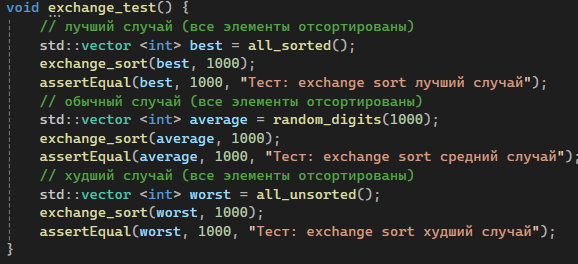 void exchange_test() {
// лучший случай (все элементы отсортированы)
std::vector <int> best = all_sorted();
exchange_sort(best, 1000);
assertEqual(best, 1000, "Тест: exchange sort лучший случай");
// обычный случай (все элементы отсортированы)
std::vector <int> average = random_digits(1000);
exchange_sort(average, 1000);
assertEqual(average, 1000, "Тест: exchange sort средний случай");
// худший случай (все элементы отсортированы)
std::vector <int> worst = all_unsorted();
exchange_sort(worst, 1000);
assertEqual(worst, 1000, "Тест: exchange sort худший случай");
}